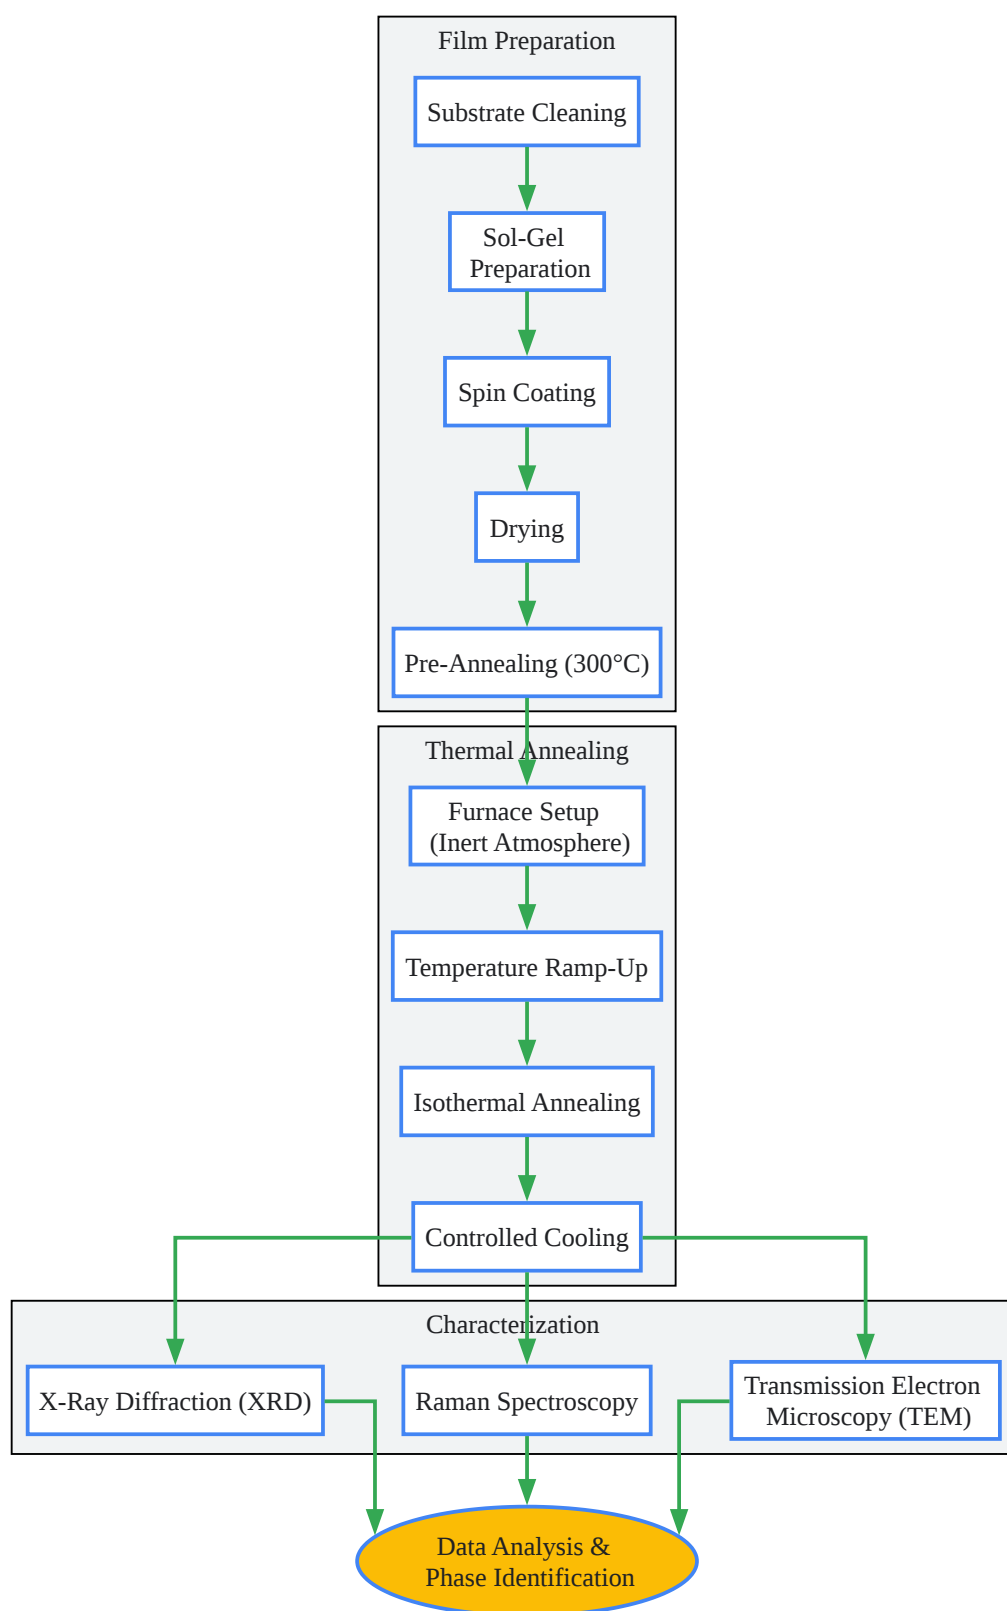 Film Preparation
Substrate Cleaning
Sol-Gel
Preparation
Spin Coating
Drying
Pre-Annealing (300°C)
Thermal Annealing
Furnace Setup
(Inert Atmosphere)
Temperature Ramp-Up
Isothermal Annealing
Controlled Cooling
Characterization
X-Ray Diffraction (XRD)
Raman Spectroscopy
Transmission Electron
Microscopy (TEM)
Data Analysis &
Phase Identification